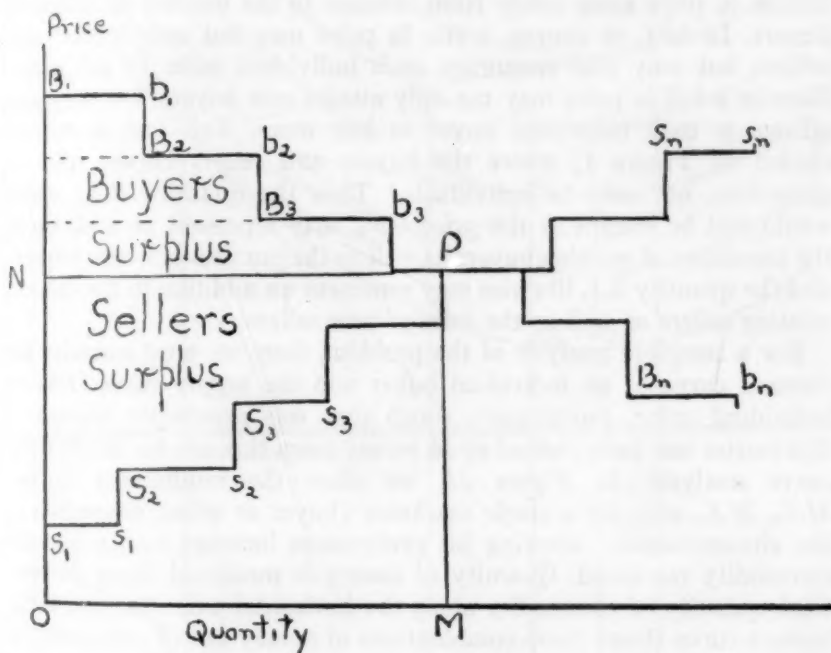 Price
B₁ b₁
B₂ b₂
Sn sn
Buyers
B₃ b₃
Surplus
P
N
Sellers
Surplus
Bn bn
S₃ s₃
S₂ s₂
S₁ s₁
O
Quantity
M